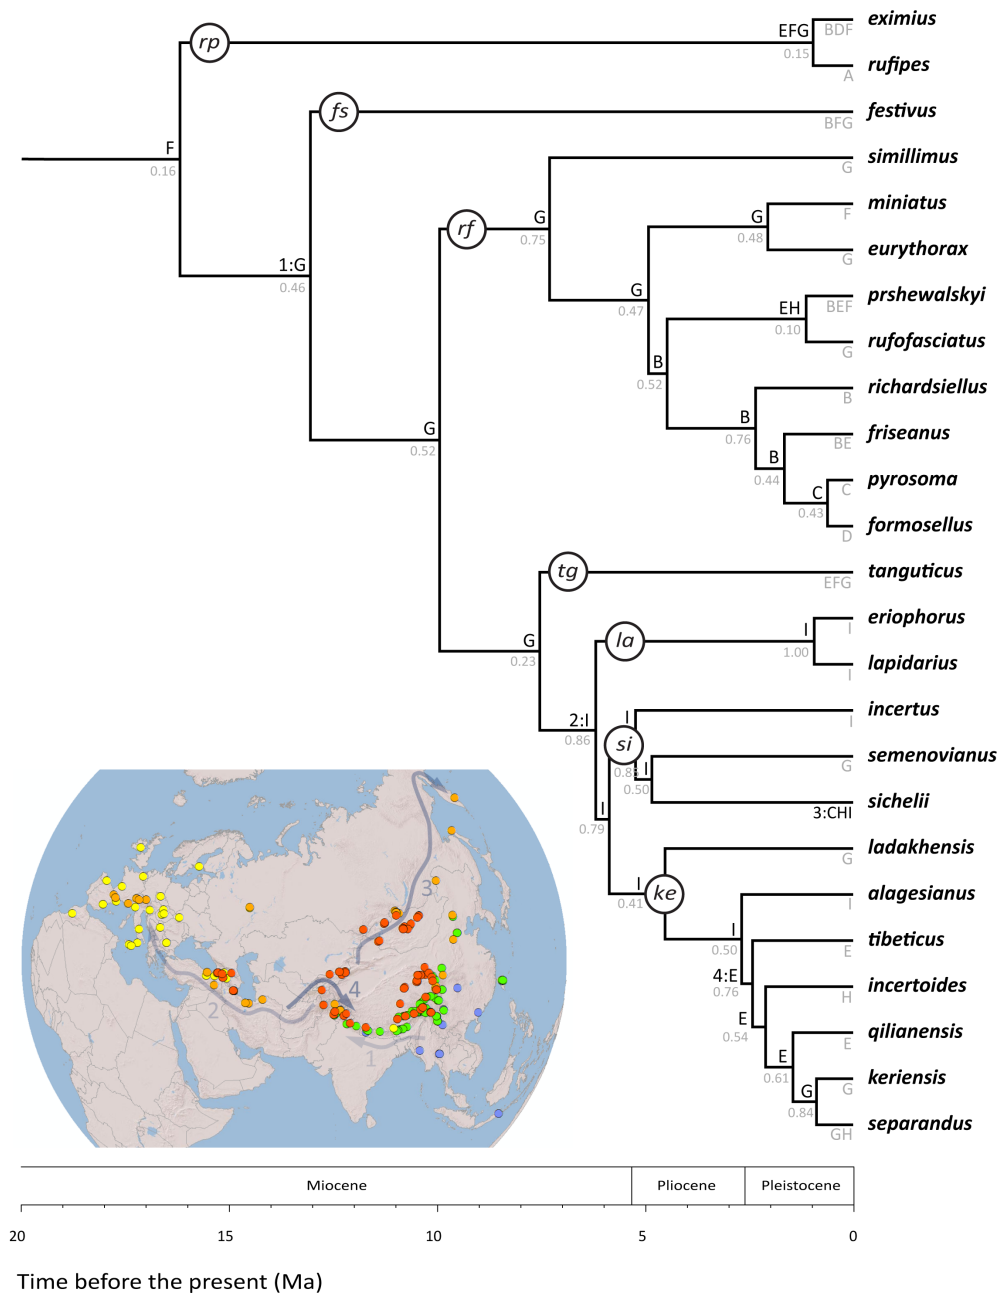 eximius
rp
EFG
BDF
0.15
rufipes
A
fs
festivus
BFG
F
0.16
simillimus
G
miniatus
F
rf
G
0.75
G
0.48
eurythorax
G
1:G
0.46
G
0.47
prshewalskyi
BEF
EH
0.10
rufofasciatus
G
B
0.52
richardsiellus
B
B
0.76
friseanus
BE
G
0.52
B
0.44
pyrosoma
C
C
0.43
formosellus
D
tg
tanguticus
EFG
eriophorus
I
la
I
1.00
G
0.23
lapidarius
I
incertus
I
2:I
0.86
I
si
0.85
semenovianus
G
I
0.50
sichelii
3:CHI
I
0.79
ladakhensis
G
ke
I
0.41
alagesianus
I
I
0.50
tibeticus
E
4:E
0.76
incertoides
H
E
0.54
qilianensis
E
E
0.61
keriensis
G
G
0.84
separandus
GH
3
4
2
1
Miocene Pliocene Pleistocene
20 15 10 5 0
Time before the present (Ma)